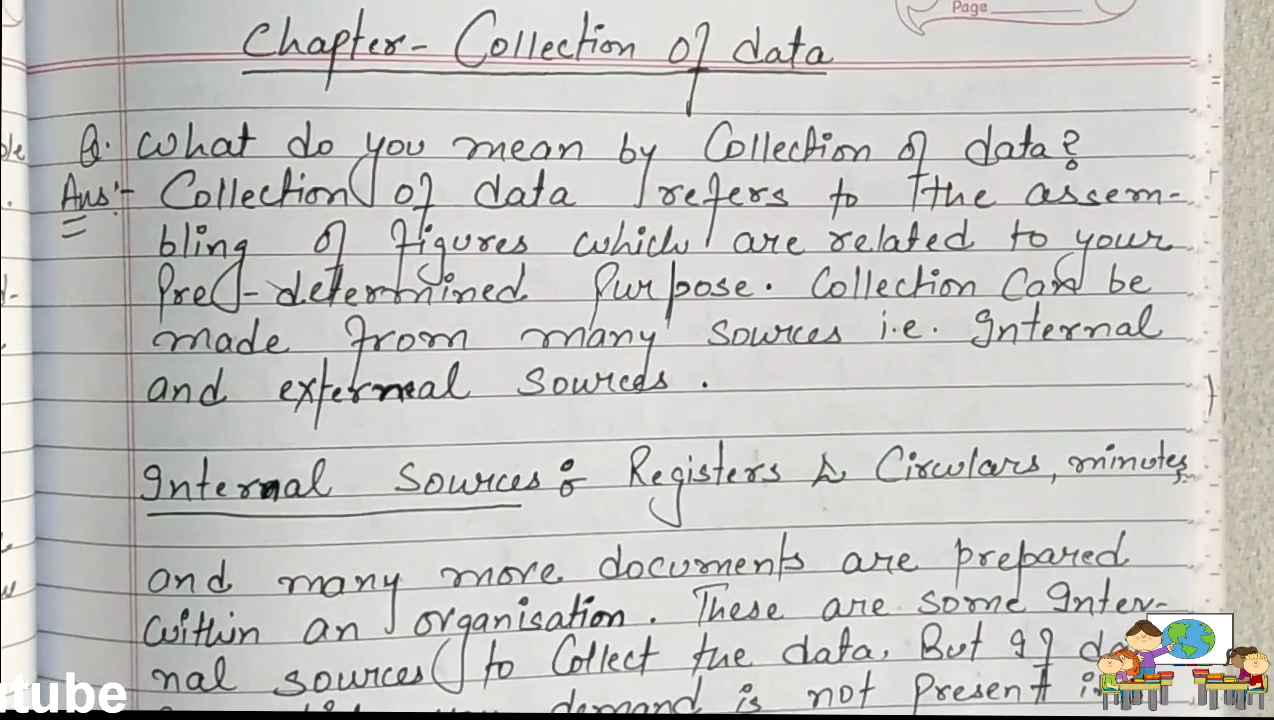 Page
Chapter- Collection of data
Q. What do you mean by Collection of data?
Ans:- Collection of data refers to the assem-
bling of figures which are related to your
Pre-determined Purpose. Collection Can be
made from many sources i.e. Internal
and external sources.
Internal Sources: Registers & Circulars, minutes
and many more documents are prepared
within an organisation. These are some Inter-
nal sources to Collect the data. But If
demand is not present
utube